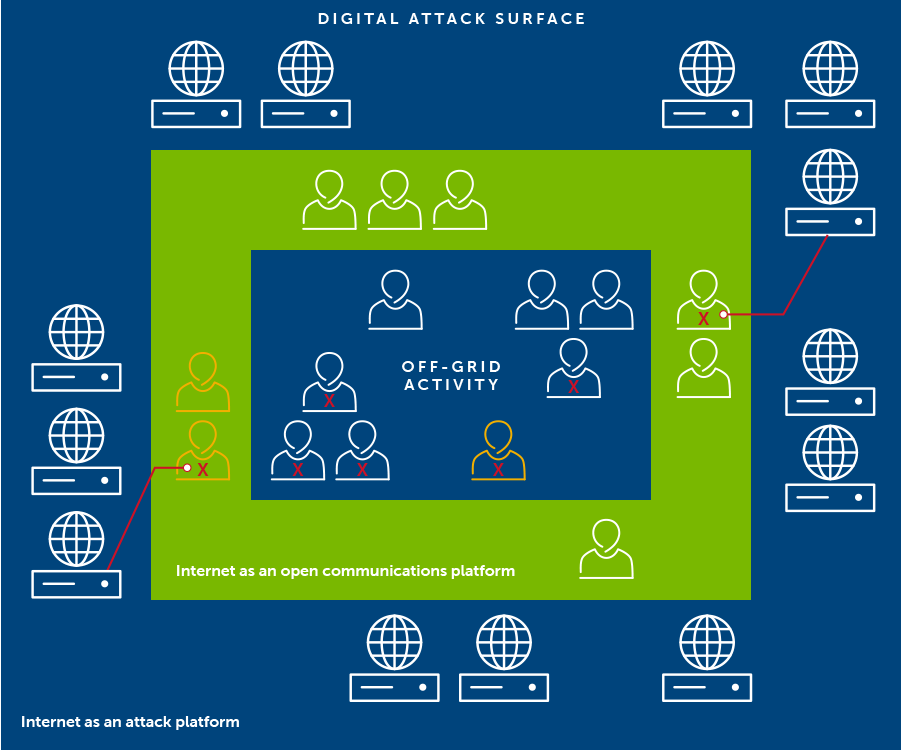 DIGITAL ATTACK SURFACE
X
OFF-GRID
ACTIVITY
X
X
X
X
X
X
Internet as an open communications platform
Internet as an attack platform